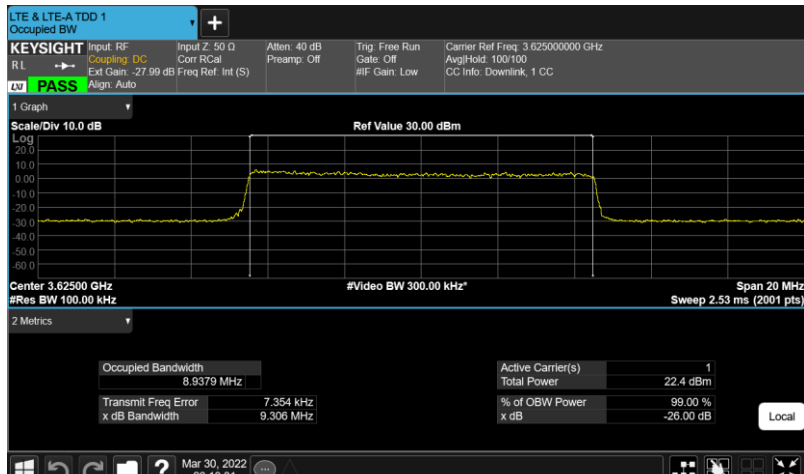 LTE & LTE-A TDD 1
Occupied BW
KEYSIGHT
RL
LXI PASS
Input: RF
Coupling: DC
Ext Gain: -27.99 dB
Align: Auto
Input Z: 50 Ω
Corr RCal
Freq Ref: Int (S)
Atten: 40 dB
Preamp: Off
Trig: Free Run
Gate: Off
#IF Gain: Low
Carrier Ref Freq: 3.625000000 GHz
Avg|Hold: 100/100
CC Info: Downlink, 1 CC
1 Graph
Scale/Div 10.0 dB
Ref Value 30.00 dBm
Log
20.0
10.0
0.00
-10.0
-20.0
-30.0
-40.0
-50.0
-60.0
Center 3.62500 GHz
#Video BW 300.00 kHz*
Span 20 MHz
#Res BW 100.00 kHz
Sweep 2.53 ms (2001 pts)
2 Metrics
Occupied Bandwidth
8.9379 MHz
Transmit Freq Error 7.354 kHz
x dB Bandwidth 9.306 MHz
Active Carrier(s) 1
Total Power 22.4 dBm
% of OBW Power 99.00 %
x dB -26.00 dB
Local
?
Mar 30, 2022